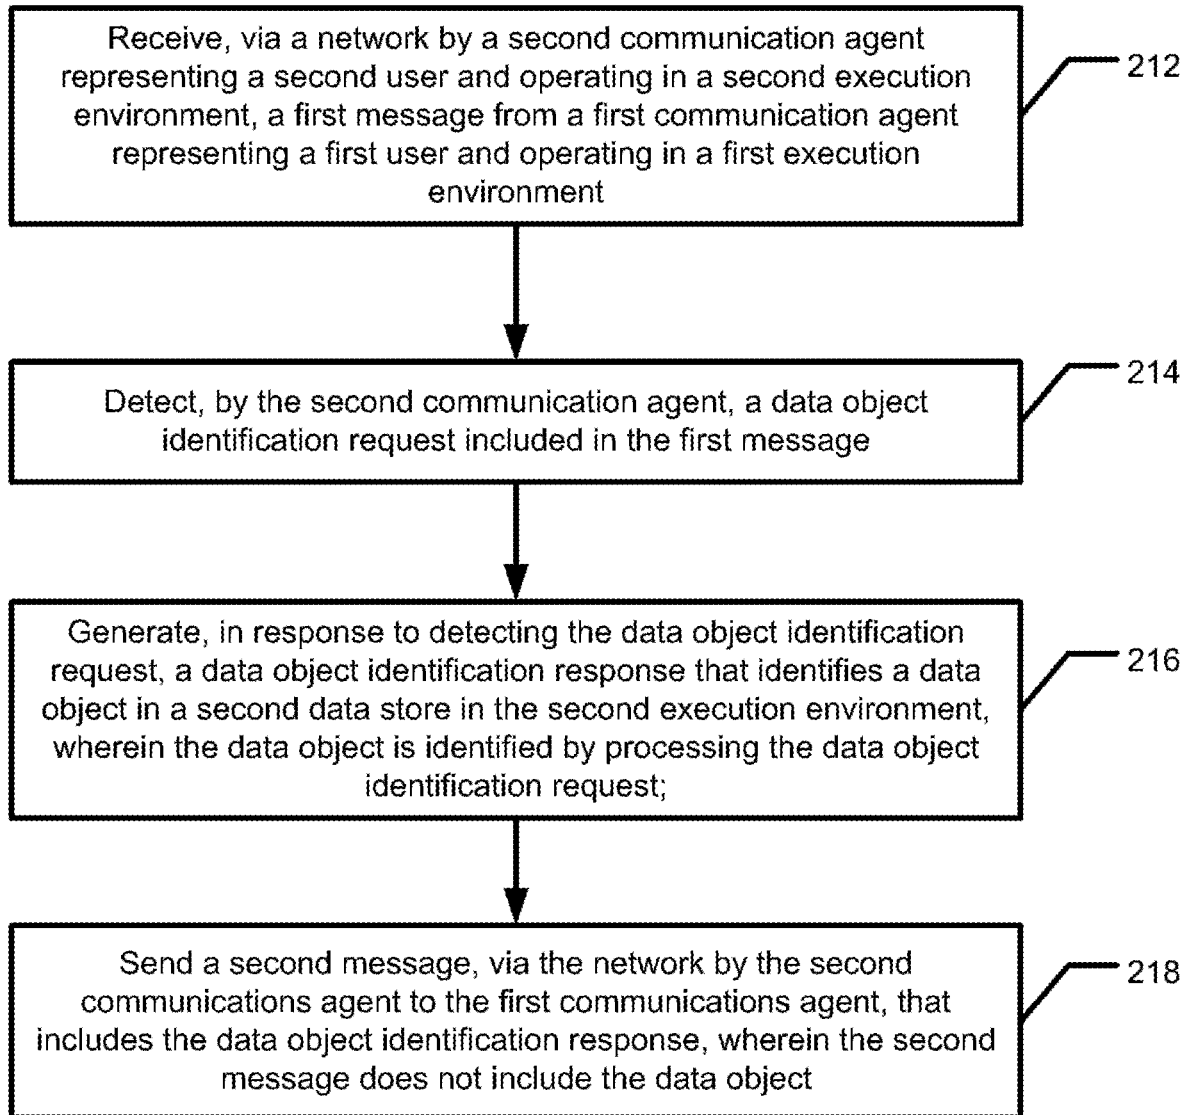 Receive, via a network by a second communication agent
representing a second user and operating in a second execution
environment, a first message from a first communication agent
representing a first user and operating in a first execution
environment
212
Detect, by the second communication agent, a data object
identification request included in the first message
214
Generate, in response to detecting the data object identification
request, a data object identification response that identifies a data
object in a second data store in the second execution environment,
wherein the data object is identified by processing the data object
identification request;
216
Send a second message, via the network by the second
communications agent to the first communications agent, that
includes the data object identification response, wherein the second
message does not include the data object
218